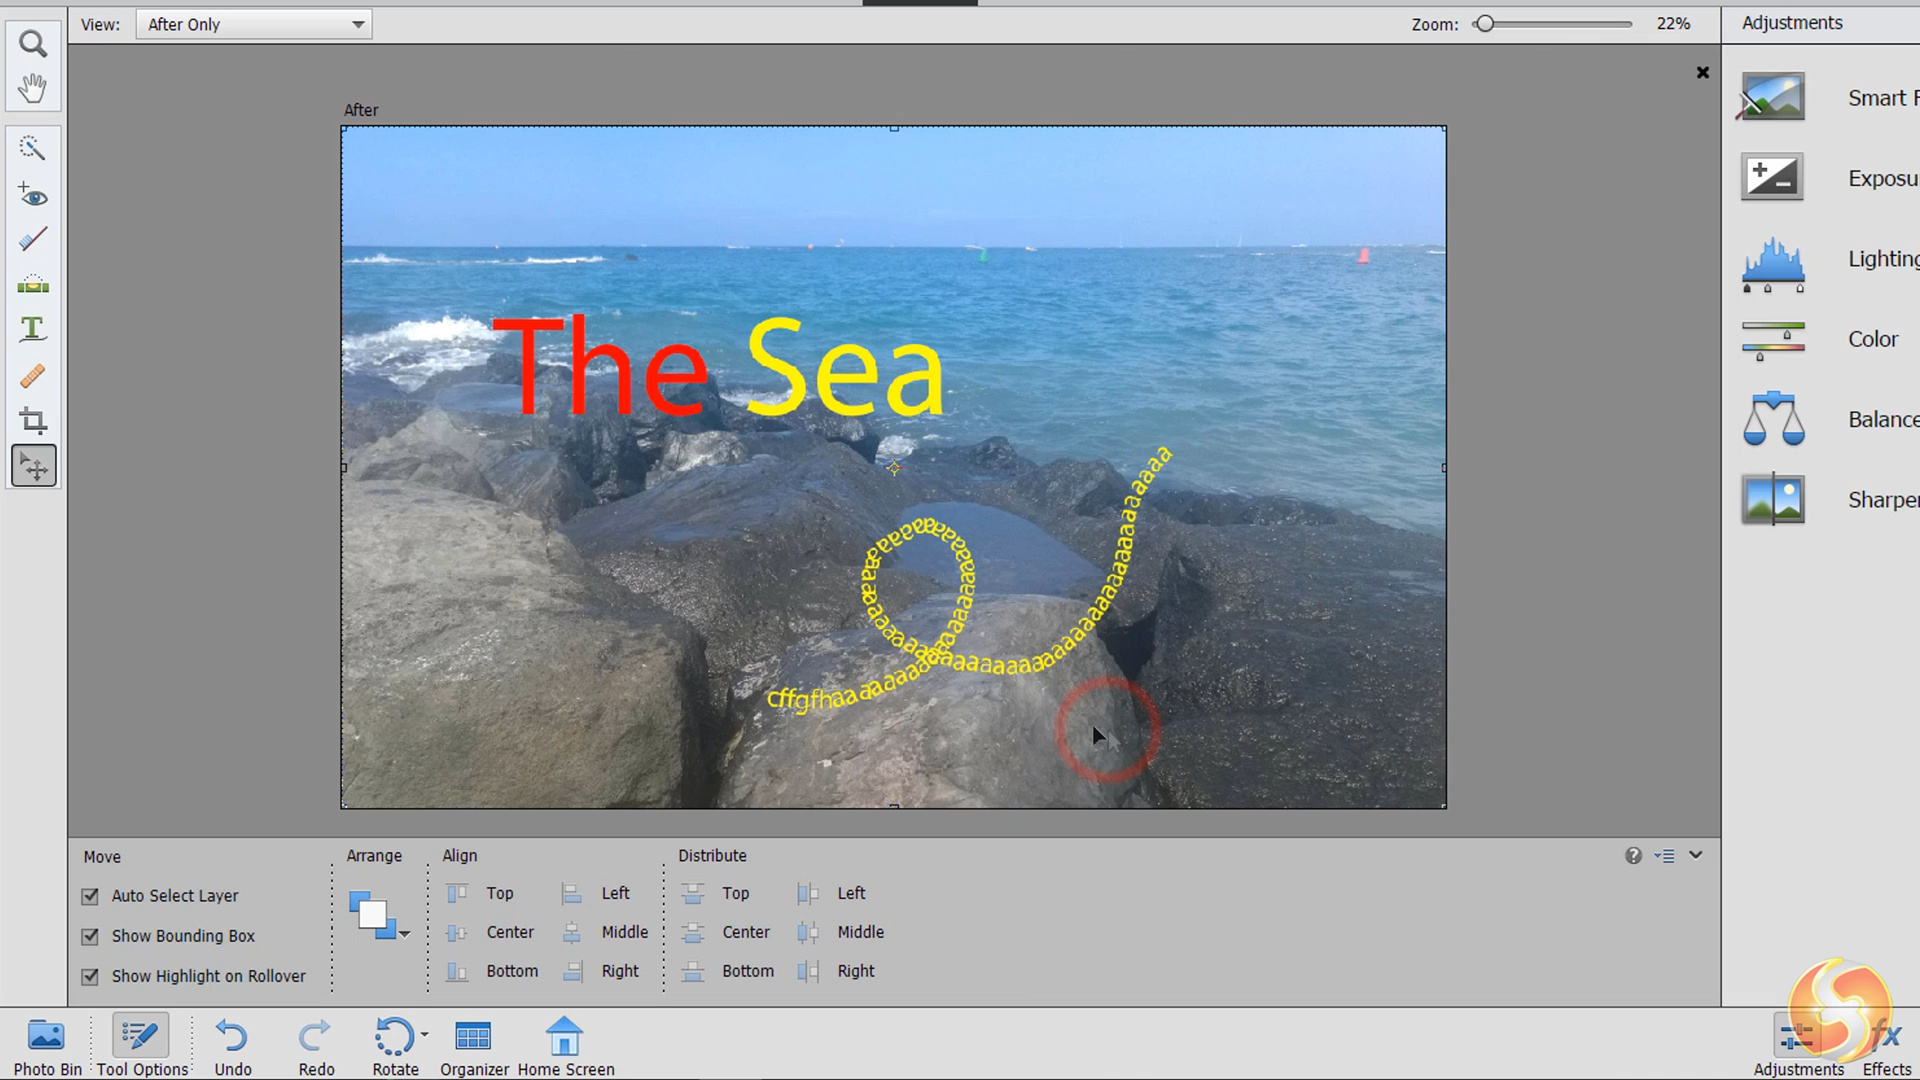 View: After Only Zoom: 22% Adjustments
After
Smart F
Exposu
Lighting
Color
Balance
Sharpen
The Sea
cffgfhaa
Move Arrange Align Distribute
Auto Select Layer Top Left Top Left
Show Bounding Box Center Middle Center Middle
Show Highlight on Rollover Bottom Right Bottom Right
Photo Bin Tool Options Undo Redo Rotate Organizer Home Screen Adjustments Effects